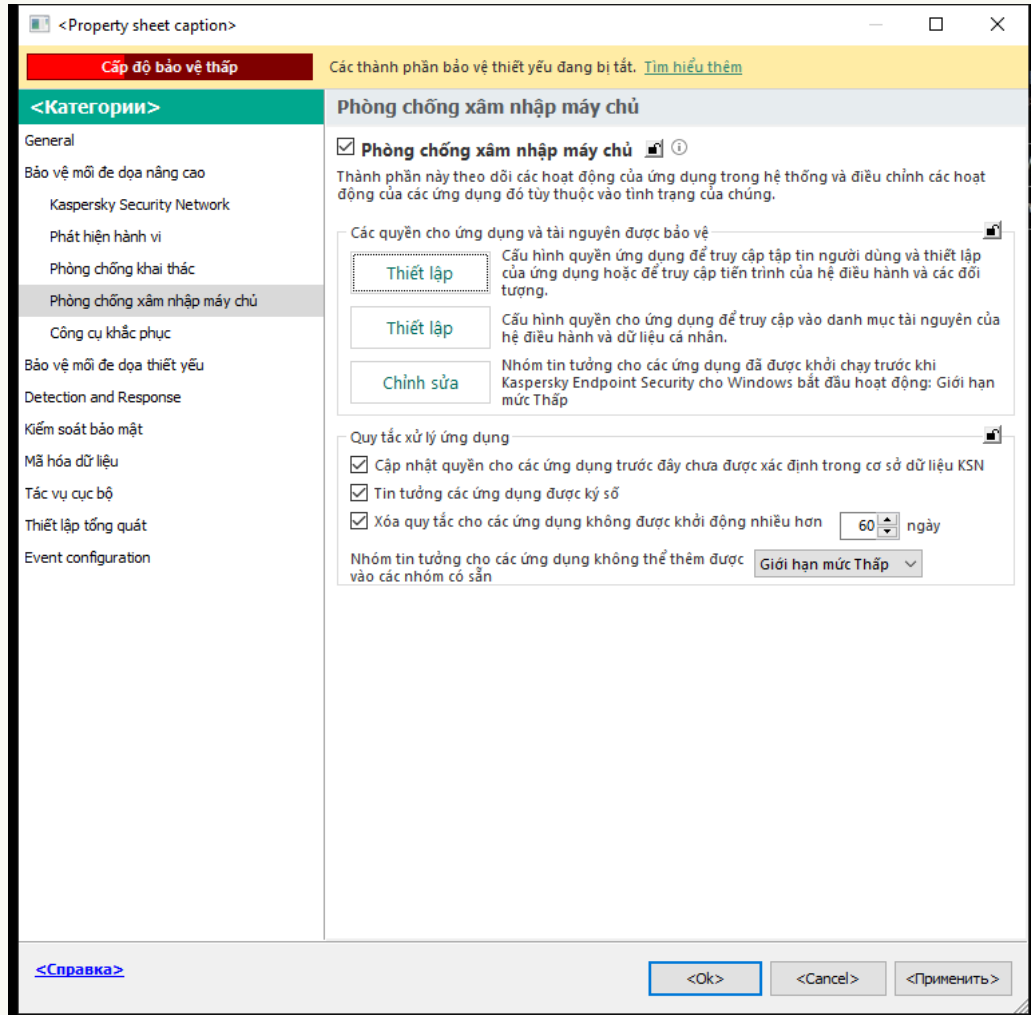 <Property sheet caption>
Cấp độ bảo vệ thấp
Các thành phần bảo vệ thiết yếu đang bị tắt. Tìm hiểu thêm
<Категории>
General
Bảo vệ mối đe dọa nâng cao
Kaspersky Security Network
Phát hiện hành vi
Phòng chống khai thác
Phòng chống xâm nhập máy chủ
Công cụ khắc phục
Bảo vệ mối đe dọa thiết yếu
Detection and Response
Kiểm soát bảo mật
Mã hóa dữ liệu
Tác vụ cục bộ
Thiết lập tổng quát
Event configuration
Phòng chống xâm nhập máy chủ
Phòng chống xâm nhập máy chủ
Thành phần này theo dõi các hoạt động của ứng dụng trong hệ thống và điều chỉnh các hoạt
động của các ứng dụng đó tùy thuộc vào tình trạng của chúng.
Các quyền cho ứng dụng và tài nguyên được bảo vệ
Thiết lập
Cấu hình quyền ứng dụng để truy cập tập tin người dùng và thiết lập
của ứng dụng hoặc để truy cập tiến trình của hệ điều hành và các đối
tượng.
Thiết lập
Cấu hình quyền cho ứng dụng để truy cập vào danh mục tài nguyên của
hệ điều hành và dữ liệu cá nhân.
Chỉnh sửa
Nhóm tin tưởng cho các ứng dụng đã được khởi chạy trước khi
Kaspersky Endpoint Security cho Windows bắt đầu hoạt động: Giới hạn
mức Thấp
Quy tắc xử lý ứng dụng
Cập nhật quyền cho các ứng dụng trước đây chưa được xác định trong cơ sở dữ liệu KSN
Tin tưởng các ứng dụng được ký số
Xóa quy tắc cho các ứng dụng không được khởi động nhiều hơn 60 ngày
Nhóm tin tưởng cho các ứng dụng không thể thêm được
vào các nhóm có sẵn
Giới hạn mức Thấp
<Справка>
<Ok>
<Cancel>
<Применить>